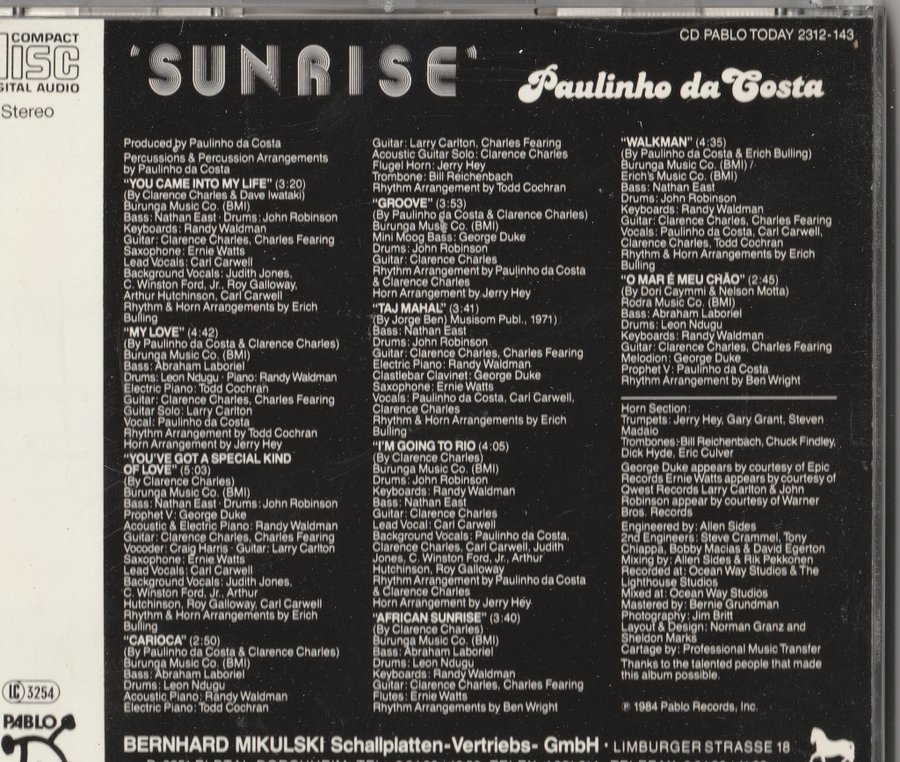 COMPACT
DISC
DIGITAL AUDIO
Stereo
LC 3254
PABLO
CD PABLO TODAY 2312-143
'SUNRISE'
Paulinho da Costa
Produced by Paulinho da Costa
Percussions & Percussion Arrangements
by Paulinho da Costa
"YOU CAME INTO MY LIFE" (3:20)
(By Clarence Charles & Dave Iwataki)
Burunga Music Co. (BMI)
Bass: Nathan East · Drums: John Robinson
Keyboards: Randy Waldman
Guitar: Clarence Charles, Charles Fearing
Saxophone: Ernie Watts
Lead Vocals: Carl Carwell
Background Vocals: Judith Jones,
C. Winston Ford, Jr., Roy Galloway,
Arthur Hutchinson, Carl Carwell
Rhythm & Horn Arrangements by Erich
Bulling
"MY LOVE" (4:42)
(By Paulinho da Costa & Clarence Charles)
Burunga Music Co. (BMI)
Bass: Abraham Laboriel
Drums: Leon Ndugu · Piano: Randy Waldman
Electric Piano: Todd Cochran
Guitar: Clarence Charles, Charles Fearing
Guitar Solo: Larry Carlton
Vocal: Paulinho da Costa
Rhythm Arrangement by Todd Cochran
Horn Arrangement by Jerry Hey
"YOU'VE GOT A SPECIAL KIND
OF LOVE" (5:03)
(By Clarence Charles)
Burunga Music Co. (BMI)
Bass: Nathan East · Drums: John Robinson
Prophet V: George Duke
Acoustic & Electric Piano: Randy Waldman
Guitar: Clarence Charles, Charles Fearing
Vocoder: Craig Harris · Guitar: Larry Carlton
Saxophone: Ernie Watts
Lead Vocals: Carl Carwell
Background Vocals: Judith Jones,
C. Winston Ford, Jr., Arthur
Hutchinson, Roy Galloway, Carl Carwell
Rhythm & Horn Arrangements by Erich
Bulling
"CARIOCA" (2:50)
(By Paulinho da Costa & Clarence Charles)
Burunga Music Co. (BMI)
Bass: Abraham Laboriel
Drums: Leon Ndugu
Acoustic Piano: Randy Waldman
Electric Piano: Todd Cochran
Guitar: Larry Carlton, Charles Fearing
Acoustic Guitar Solo: Clarence Charles
Flugel Horn: Jerry Hey
Trombone: Bill Reichenbach
Rhythm Arrangement by Todd Cochran
"GROOVE" (3:53)
(By Paulinho da Costa & Clarence Charles)
Burunga Music Co. (BMI)
Mini Moog Bass: George Duke
Drums: John Robinson
Guitar: Clarence Charles
Rhythm Arrangement by Paulinho da Costa
& Clarence Charles
Horn Arrangement by Jerry Hey
"TAJ MAHAL" (3:41)
(By Jorge Ben) Musisom Publ., 1971)
Bass: Nathan East
Drums: John Robinson
Guitar: Clarence Charles, Charles Fearing
Electric Piano: Randy Waldman
Clastlebar Clavinet: George Duke
Saxophone: Ernie Watts
Vocals: Paulinho da Costa, Carl Carwell,
Clarence Charles
Rhythm & Horn Arrangements by Erich
Bulling
"I'M GOING TO RIO (4:05)
(By Clarence Charles)
Burunga Music Co. (BMI)
Drums: John Robinson
Keyboards: Randy Waldman
Bass: Nathan East
Guitar: Clarence Charles
Lead Vocal: Carl Carwell
Background Vocals: Paulinho da Costa,
Clarence Charles, Carl Carwell, Judith
Jones, C. Winston Ford, Jr., Arthur
Hutchinson, Roy Galloway
Rhythm Arrangement by Paulinho da Costa
& Clarence Charles
Horn Arrangement by Jerry Hey
"AFRICAN SUNRISE" (3:40)
(By Clarence Charles)
Burunga Music Co. (BMI)
Bass: Abraham Laboriel
Drums: Leon Ndugu
Keyboards: Randy Waldman
Guitar: Clarence Charles, Charles Fearing
Flutes: Ernie Watts
Rhythm Arrangements by Ben Wright
"WALKMAN" (4:35)
(By Paulinho da Costa & Erich Bulling)
Burunga Music Co. (BMI) /
Erich's Music Co. (BMI)
Bass: Nathan East
Drums: John Robinson
Keyboards: Randy Waldman
Guitar: Clarence Charles, Charles Fearing
Vocals: Paulinho da Costa, Carl Carwell,
Clarence Charles, Todd Cochran
Rhythm & Horn Arrangements by Erich
Bulling
"O MAR É MEU CHÃO" (2:45)
(By Dori Caymmi & Nelson Motta)
Rodra Music Co. (BMI)
Bass: Abraham Laboriel
Drums: Leon Ndugu
Keyboards: Randy Waldman
Guitar: Clarence Charles, Charles Fearing
Melodion: George Duke
Prophet V: Paulinho da Costa
Rhythm Arrangement by Ben Wright
Horn Section:
Trumpets: Jerry Hey, Gary Grant, Steven
Madaio
Trombones: Bill Reichenbach, Chuck Findley,
Dick Hyde, Eric Culver
George Duke appears by courtesy of Epic
Records Ernie Watts appears by courtesy of
Qwest Records Larry Carlton & John
Robinson appear by courtesy of Warner
Bros. Records
Engineered by: Allen Sides
2nd Engineers: Steve Crammel, Tony
Chiappa, Bobby Macias & David Egerton
Mixing by: Allen Sides & Rik Pekkonen
Recorded at: Ocean Way Studios & The
Lighthouse Studios
Mixed at: Ocean Way Studios
Mastered by: Bernie Grundman
Photography: Jim Britt
Layout & Design: Norman Granz and
Sheldon Marks
Cartage by: Professional Music Transfer
Thanks to the talented people that made
this album possible.
℗ 1984 Pablo Records, Inc.
BERNHARD MIKULSKI Schallplatten-Vertriebs- GmbH · LIMBURGER STRASSE 18